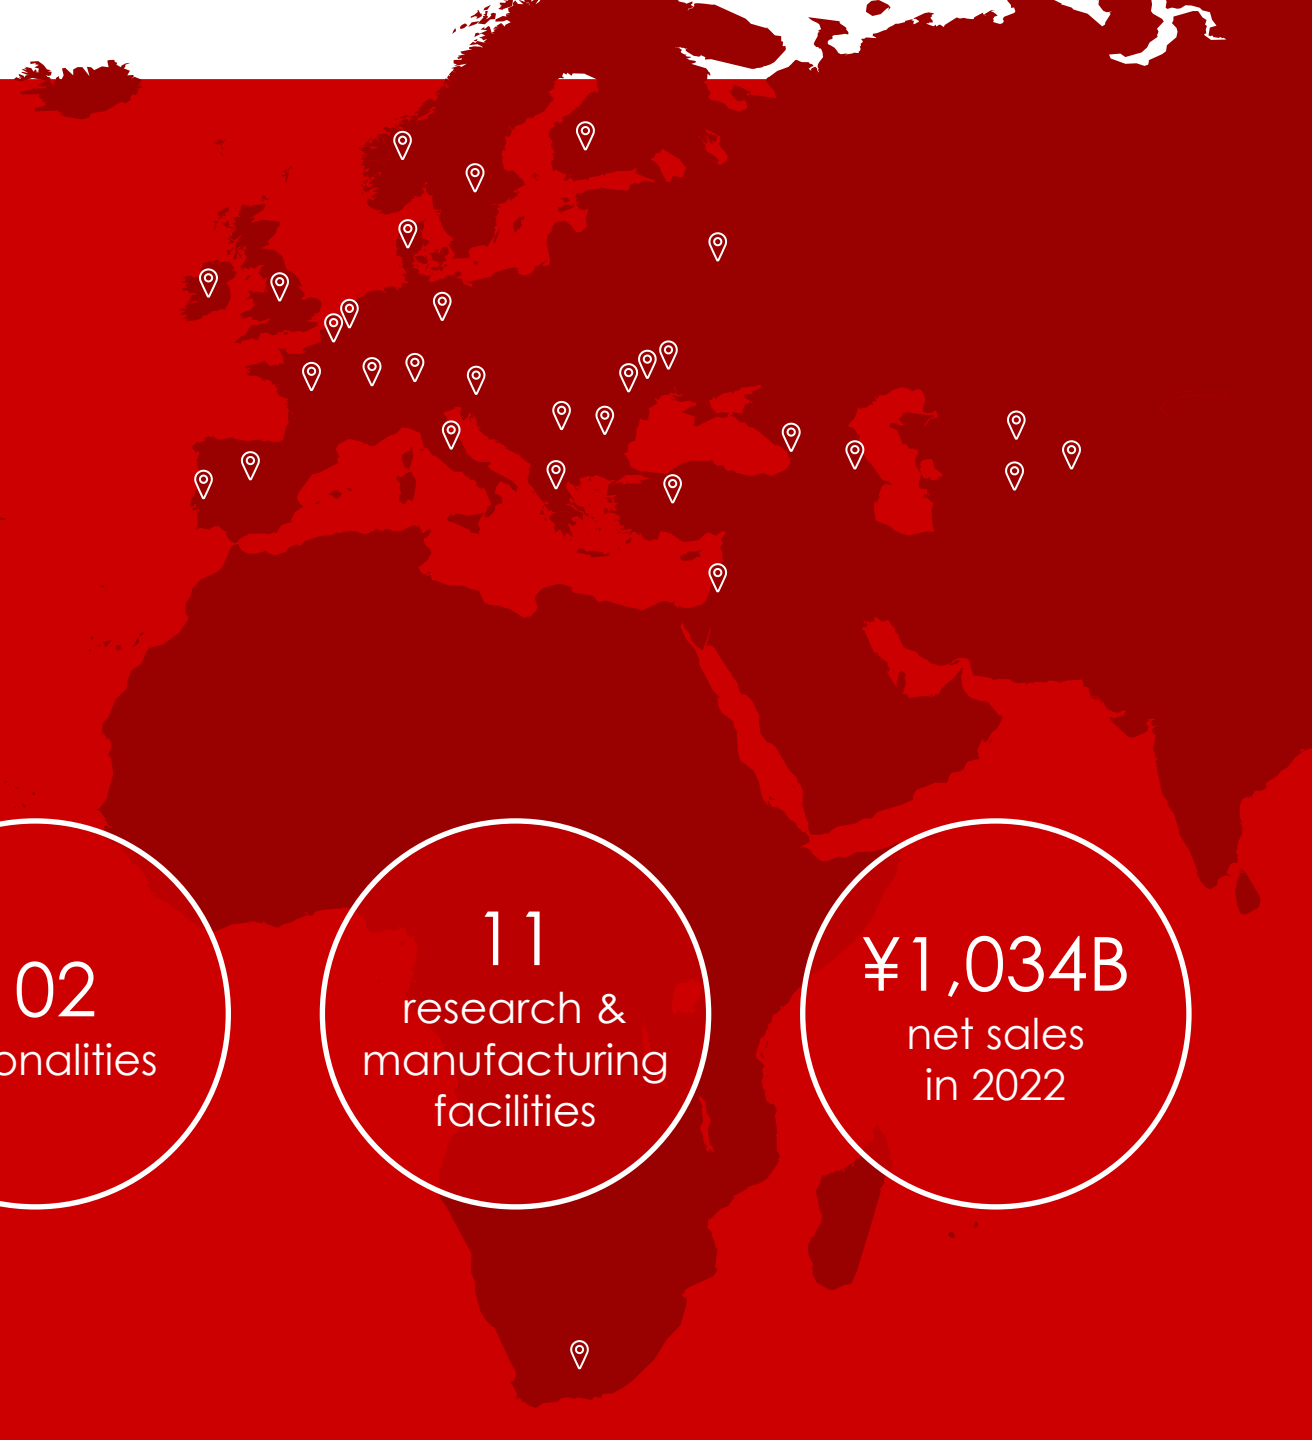 02
onalities
11
research &
manufacturing
facilities
¥1,034B
net sales
in 2022